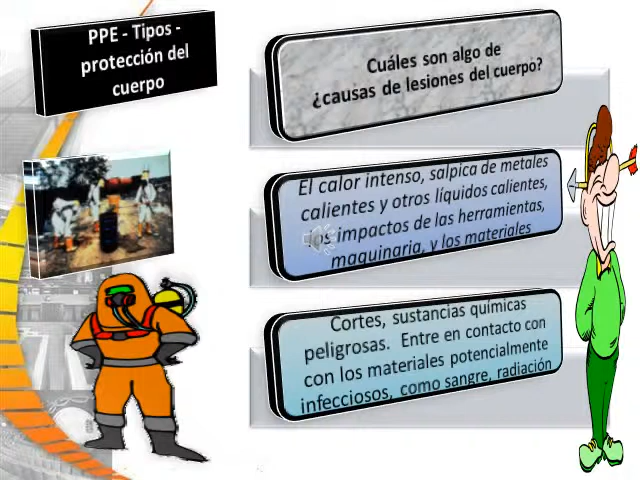 PPE - Tipos -
protección del
cuerpo
Cuáles son algo de
¿causas de lesiones del cuerpo?
El calor intenso, salpica de metales
calientes y otros líquidos calientes,
los impactos de las herramientas,
maquinaria, y los materiales
Cortes, sustancias químicas
peligrosas. Entre en contacto con
con los materiales potencialmente
infecciosos, como sangre, radiación